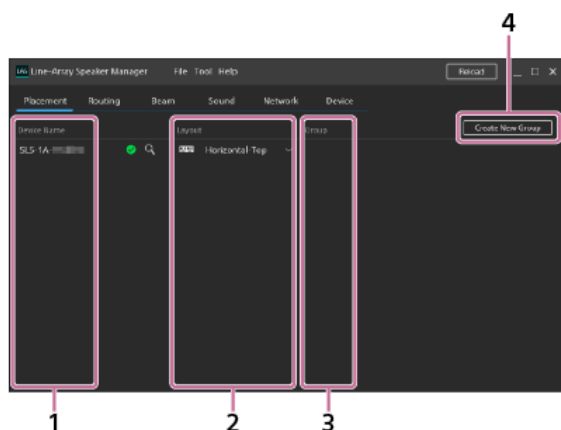 4
LAS Line-Array Speaker Manager File Tool Help Reload
Placement Routing Beam Sound Network Device
Device Name Layout Group Create New Group
SLS-1A- Horizontal-Top
1 2 3